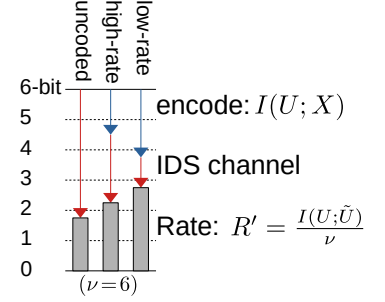 uncoded
high-rate
low-rate
6-bit
encode: I(U; X)
5
4
IDS channel
3
2
Rate: R′ = I(U;Ũ)/ν
1
0
(ν=6)